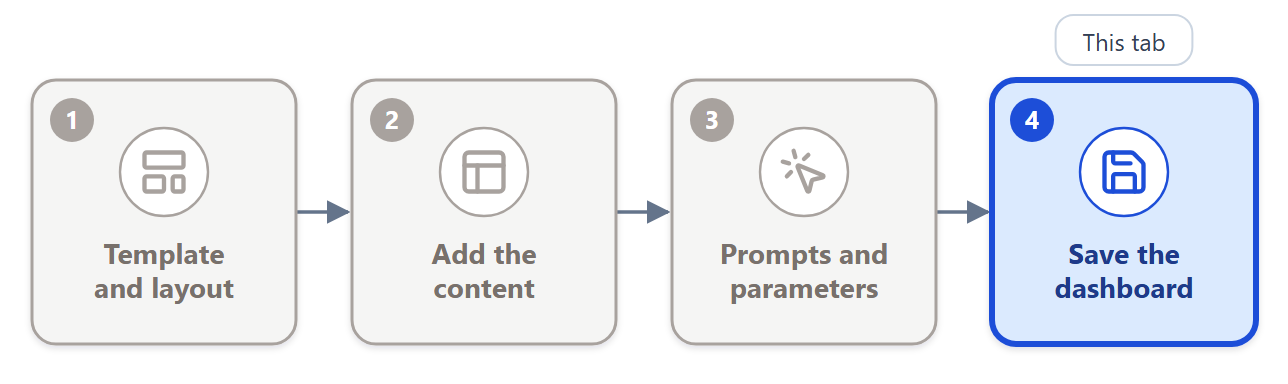 This tab
1
Template
and layout
2
Add the
content
3
Prompts and
parameters
4
Save the
dashboard